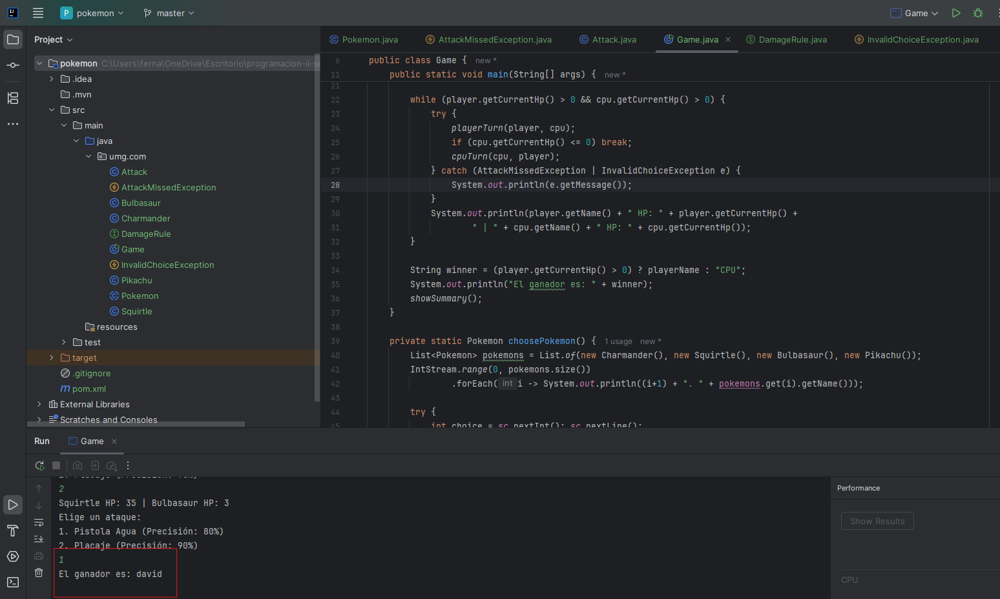 P pokemon master Game
Project
pokemon C:\Users\ferna\OneDrive\Escritorio\programacion-ii-se
.idea
.mvn
src
main
java
umg.com
Attack
AttackMissedException
Bulbasaur
Charmander
DamageRule
Game
InvalidChoiceException
Pikachu
Pokemon
Squirtle
resources
test
target
.gitignore
m pom.xml
External Libraries
Scratches and Consoles
Pokemon.java AttackMissedException.java Attack.java Game.java DamageRule.java InvalidChoiceException.java
6 public class Game { new *
11 public static void main(String[] args) { new *
21
22 while (player.getCurrentHp() > 0 && cpu.getCurrentHp() > 0) {
23 try {
24 playerTurn(player, cpu);
25 if (cpu.getCurrentHp() <= 0) break;
26 cpuTurn(cpu, player);
27 } catch (AttackMissedException | InvalidChoiceException e) {
28 System.out.println(e.getMessage());
29 }
30 System.out.println(player.getName() + " HP: " + player.getCurrentHp() +
31 " | " + cpu.getName() + " HP: " + cpu.getCurrentHp());
32 }
33
34 String winner = (player.getCurrentHp() > 0) ? playerName : "CPU";
35 System.out.println("El ganador es: " + winner);
36 showSummary();
37 }
38
39 private static Pokemon choosePokemon() { 1 usage new *
40 List<Pokemon> pokemons = List.of(new Charmander(), new Squirtle(), new Bulbasaur(), new Pikachu());
41 IntStream.range(0, pokemons.size())
42 .forEach( int i -> System.out.println((i+1) + ". " + pokemons.get(i).getName()));
43
44 try {
45 int choice = sc.nextInt(); sc.nextLine();
Run Game
2
Squirtle HP: 35 | Bulbasaur HP: 3
Elige un ataque:
1. Pistola Agua (Precisión: 80%)
2. Placaje (Precisión: 90%)
1
El ganador es: david
Performance
Show Results
CPU